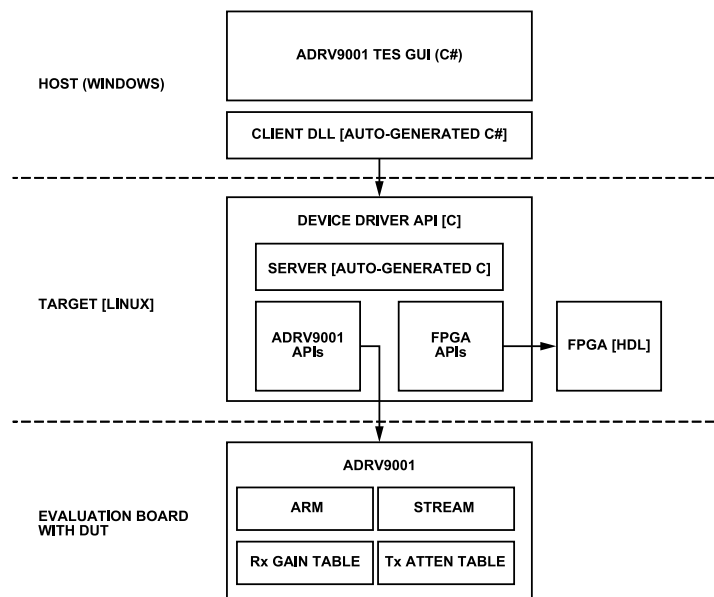 ADRV9001 TES GUI (C#)
HOST (WINDOWS)
CLIENT DLL [AUTO-GENERATED C#]
DEVICE DRIVER API [C]
SERVER [AUTO-GENERATED C]
TARGET [LINUX]
ADRV9001
APIs
FPGA
APIs
FPGA [HDL]
ADRV9001
ARM
STREAM
EVALUATION BOARD
WITH DUT
Rx GAIN TABLE
Tx ATTEN TABLE